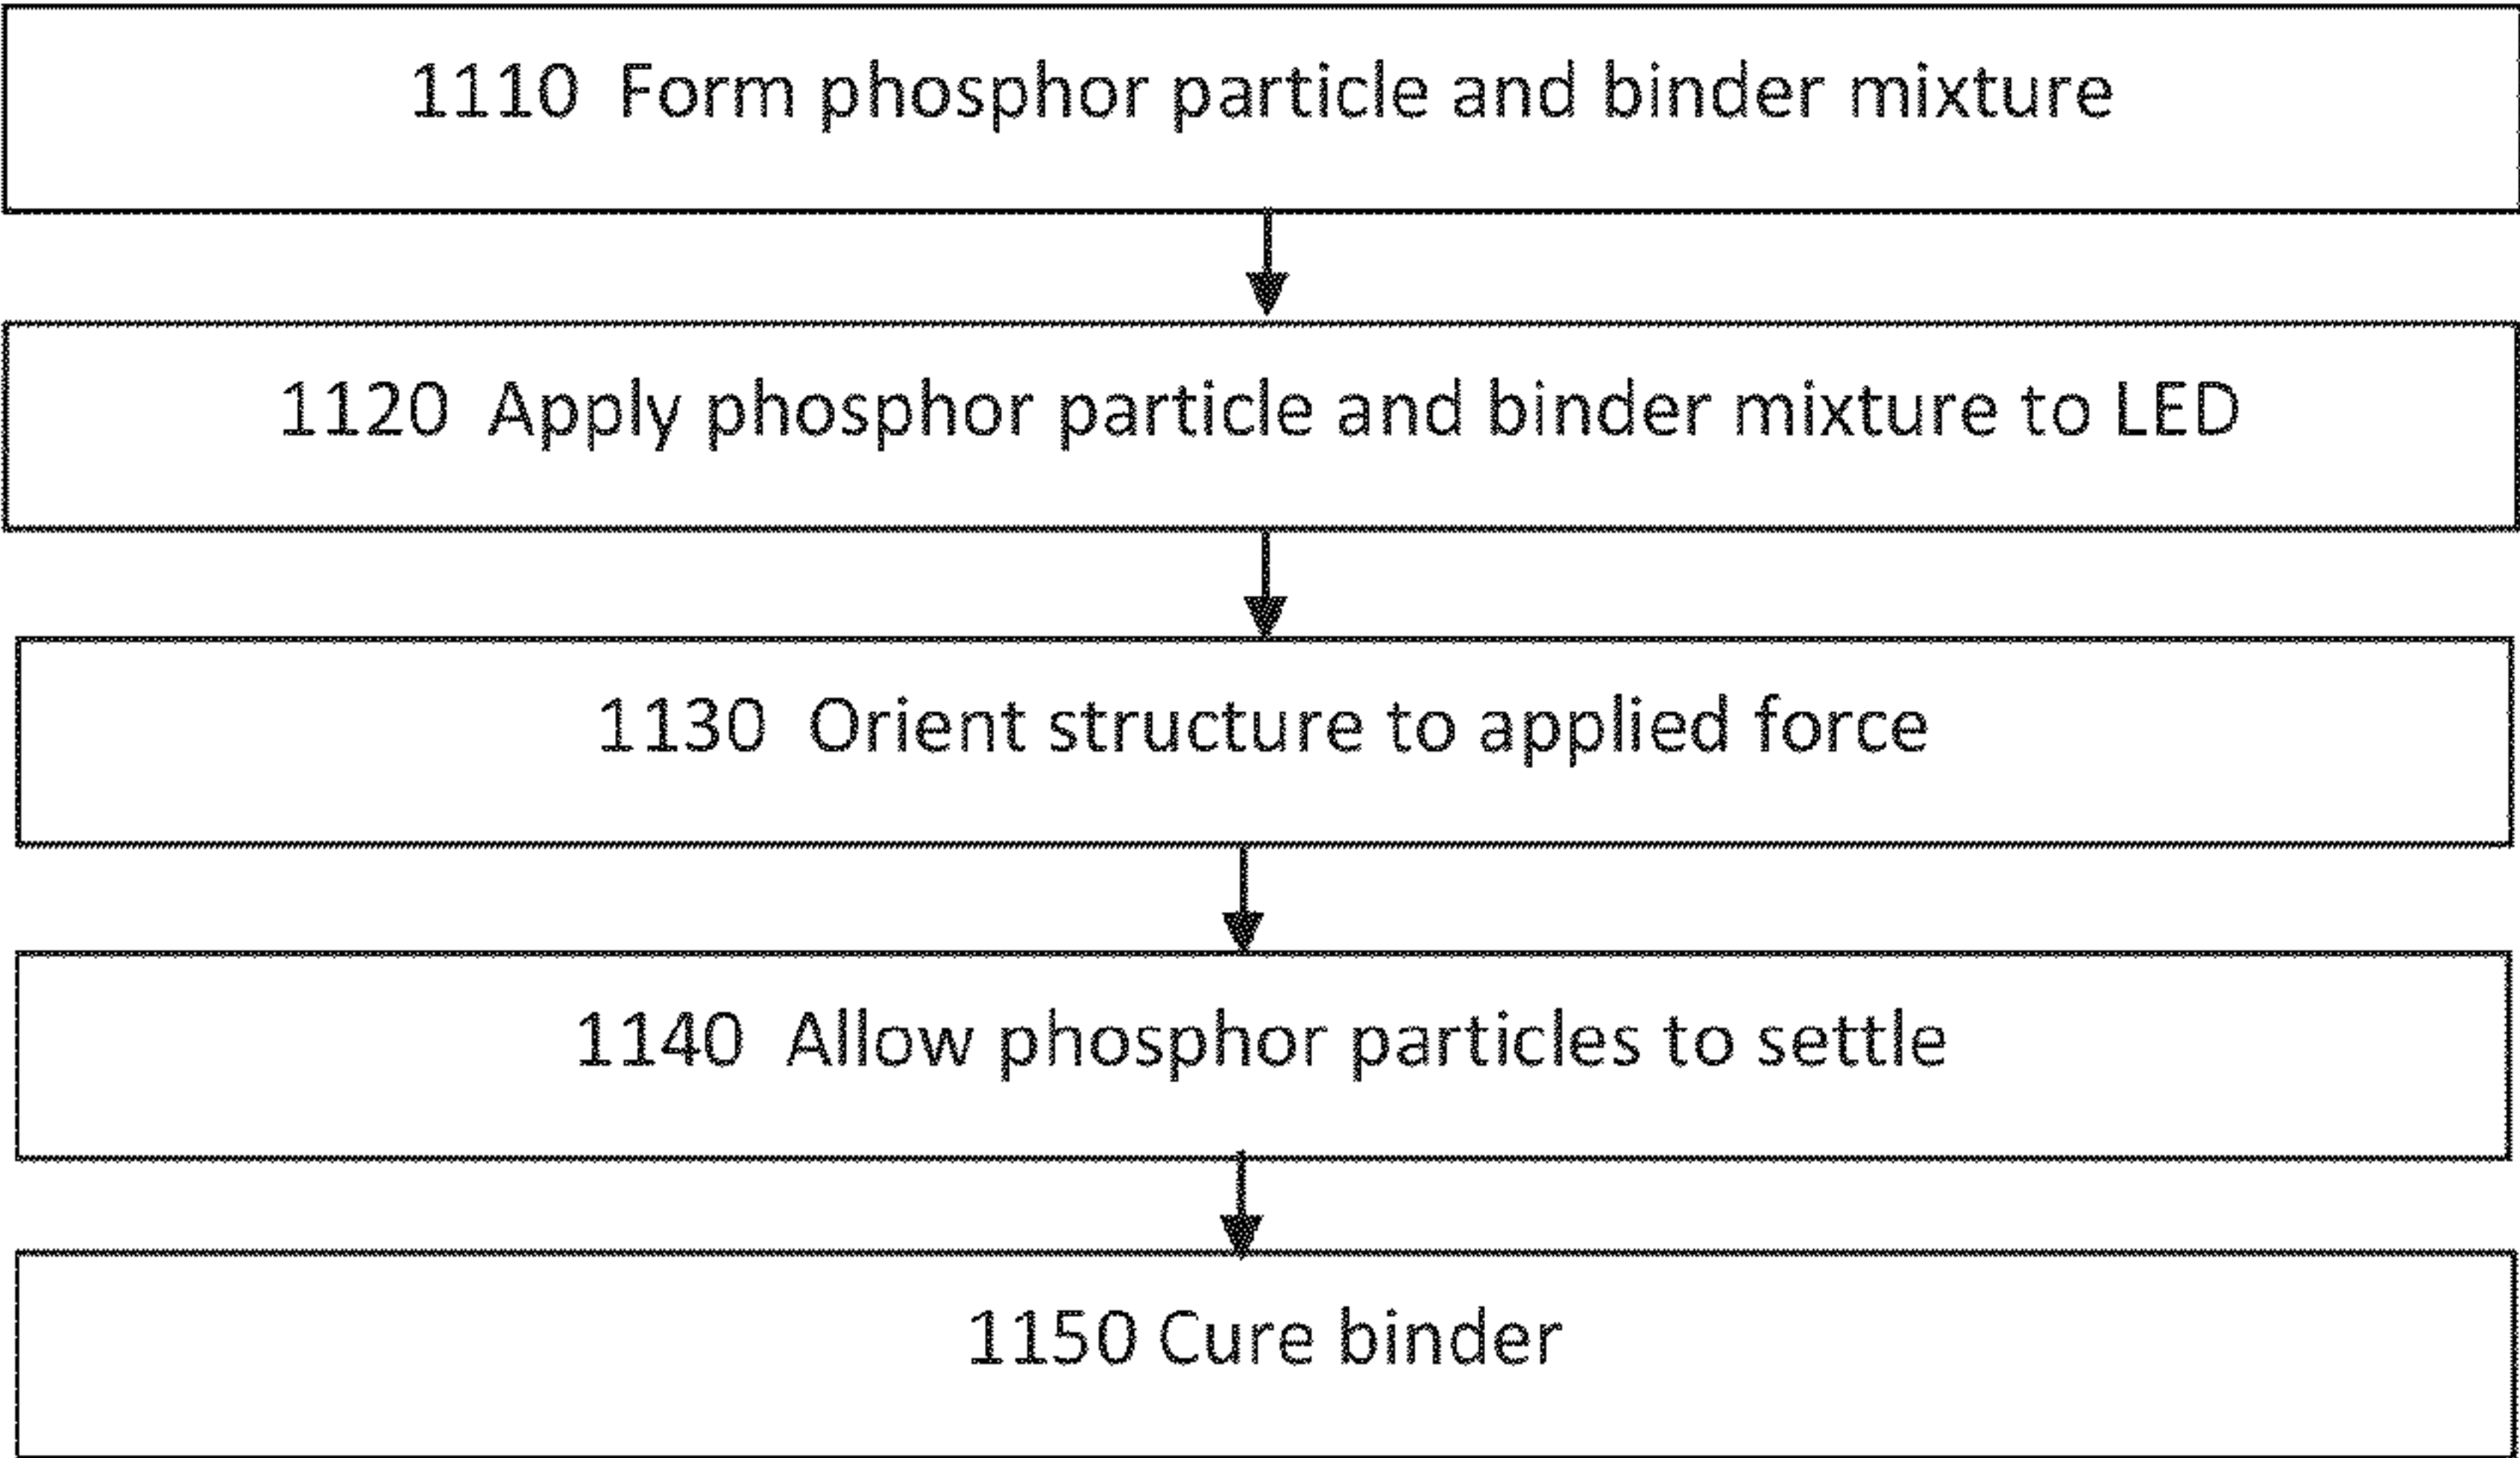 1110 Form phosphor particle and binder mixture
1120 Apply phosphor particle and binder mixture to LED
1130 Orient structure to applied force
1140 Allow phosphor particles to settle
1150 Cure binder